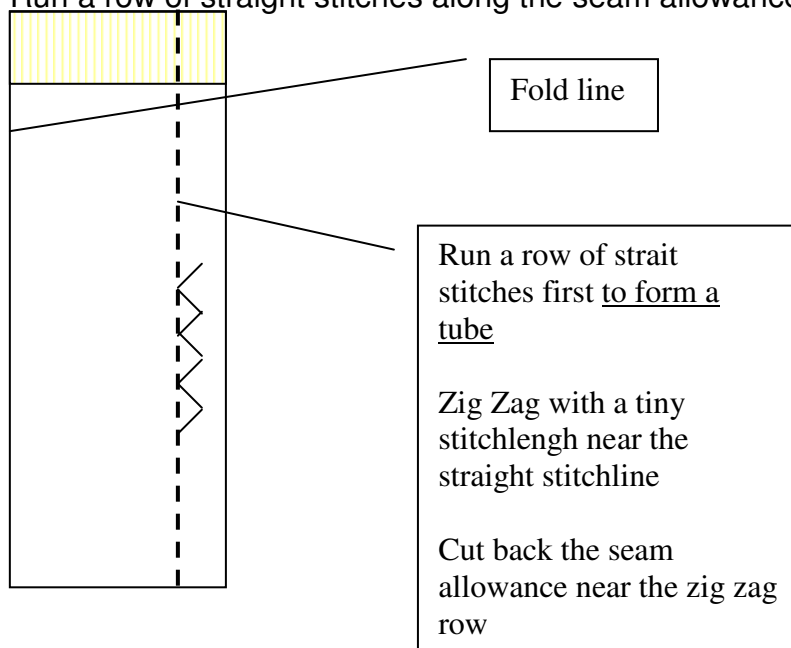 Run a row of straight stitches along the seam allowance
Fold line
Run a row of strait
stitches first to form a
tube
Zig Zag with a tiny
stitchlengh near the
straight stitchline
Cut back the seam
allowance near the zig zag
row